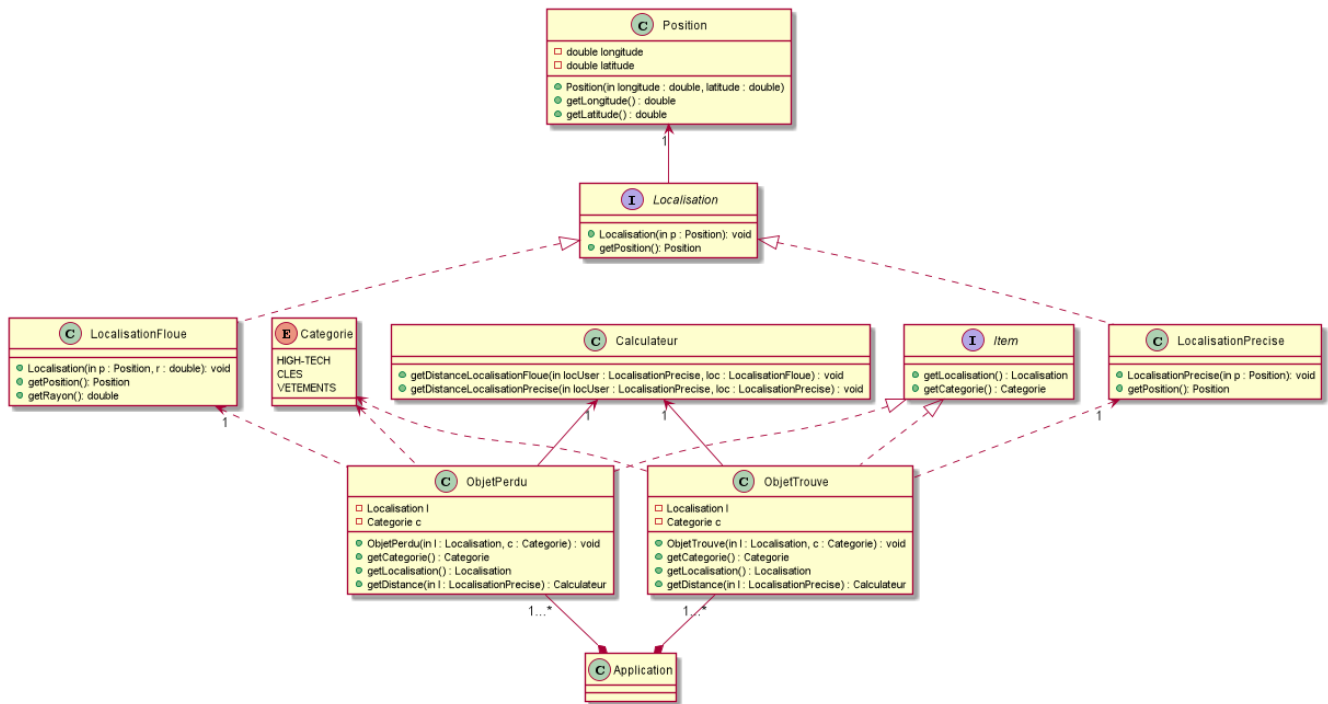 C Position
double longitude
double latitude
Position(in longitude : double, latitude : double)
getLongitude() : double
getLatitude() : double
1
I Localisation
Localisation(in p : Position): void
getPosition(): Position
C LocalisationFloue
Localisation(in p : Position, r : double): void
getPosition(): Position
getRayon(): double
E Categorie
HIGH-TECH
CLES
VETEMENTS
C Calculateur
getDistanceLocalisationFloue(in locUser : LocalisationPrecise, loc : LocalisationFloue) : void
getDistanceLocalisationPrecise(in locUser : LocalisationPrecise, loc : LocalisationPrecise) : void
I Item
getLocalisation() : Localisation
getCategorie() : Categorie
C LocalisationPrecise
LocalisationPrecise(in p : Position): void
getPosition(): Position
1
1
1
1
C ObjetPerdu
Localisation l
Categorie c
ObjetPerdu(in l : Localisation, c : Categorie) : void
getCategorie() : Categorie
getLocalisation() : Localisation
getDistance(in l : LocalisationPrecise) : Calculateur
C ObjetTrouve
Localisation l
Categorie c
ObjetTrouve(in l : Localisation, c : Categorie) : void
getCategorie() : Categorie
getLocalisation() : Localisation
getDistance(in l : LocalisationPrecise) : Calculateur
1...*
1...*
C Application